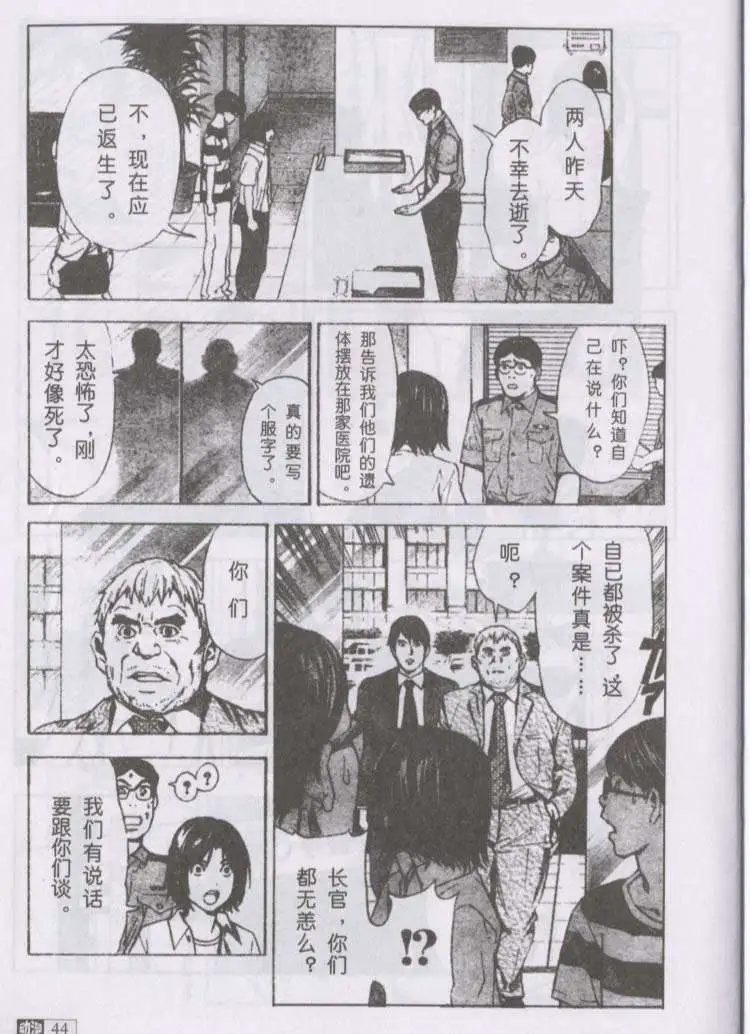 两人昨天
不幸去逝了。
不，现在应
已返生了。
吓？你们知道自
己在说什么？
那告诉我们他们的遗
体摆放在那家医院吧。
真的要写
个服字了。
太恐怖了，刚
才好像死了。
自己都被杀了，这
个案件真是……
呃？
长官，你们
都无恙么？
!?
你们
？？
我们有说话
要跟你们谈。
44